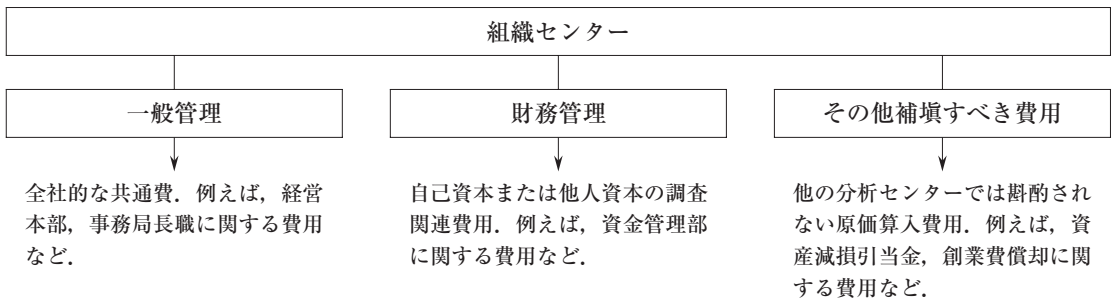 組織センター
一般管理
財務管理
その他補塡すべき費用
全社的な共通費．例えば，経営
本部，事務局長職に関する費用
など．
自己資本または他人資本の調査
関連費用．例えば，資金管理部
に関する費用など．
他の分析センターでは斟酌され
ない原価算入費用．例えば，資
産減損引当金，創業費償却に関
する費用など．